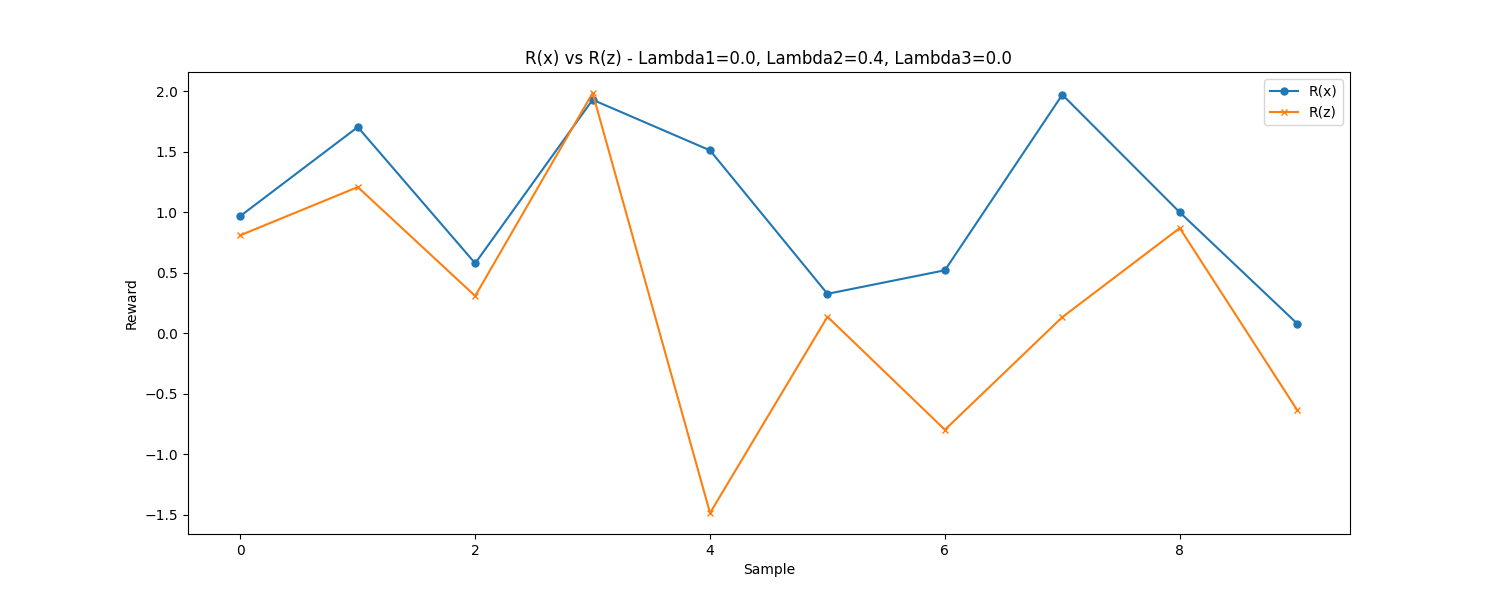 R(x) vs R(z) - Lambda1=0.0, Lambda2=0.4, Lambda3=0.0
R(x)
R(z)
2.0
1.5
1.0
0.5
0.0
−0.5
−1.0
−1.5
Reward
0 2 4 6 8
Sample